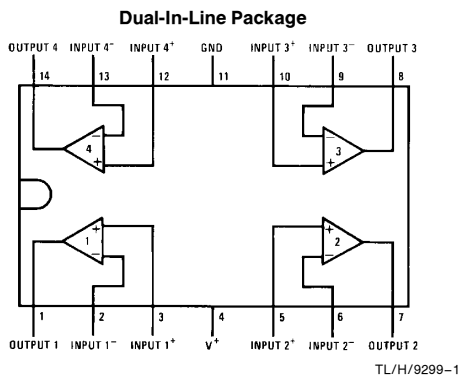 Dual-In-Line Package
OUTPUT 4 INPUT 4⁻ INPUT 4⁺ GND INPUT 3⁺ INPUT 3⁻ OUTPUT 3
14 13 12 11 10 9 8
− −
4 3
+ +
+ +
1 2
− −
1 2 3 4 5 6 7
OUTPUT 1 INPUT 1⁻ INPUT 1⁺ V⁺ INPUT 2⁺ INPUT 2⁻ OUTPUT 2
TL/H/9299–1